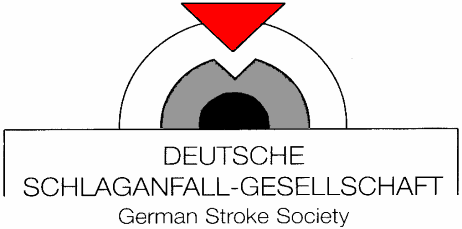 DEUTSCHE
SCHLAGANFALL-GESELLSCHAFT
German Stroke Society